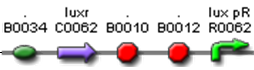 . luxr . . lux pR
B0034 C0062 B0010 B0012 R0062